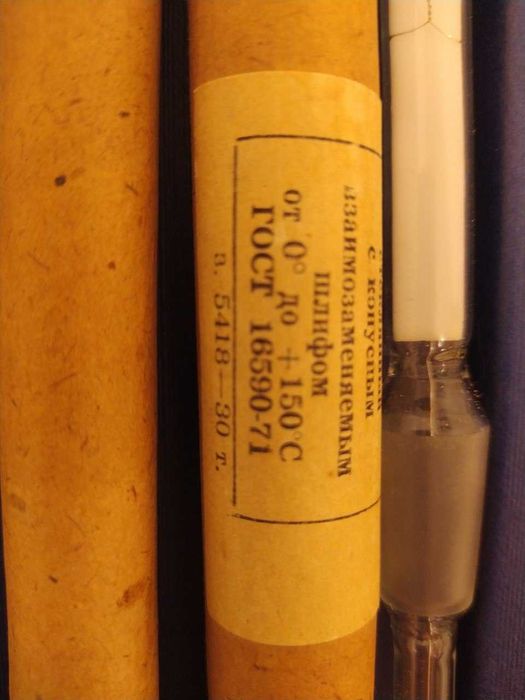 с конусным
взаимозаменяемым
шлифом
от 0° до +150°С
ГОСТ 16590-71
5418—30 т.